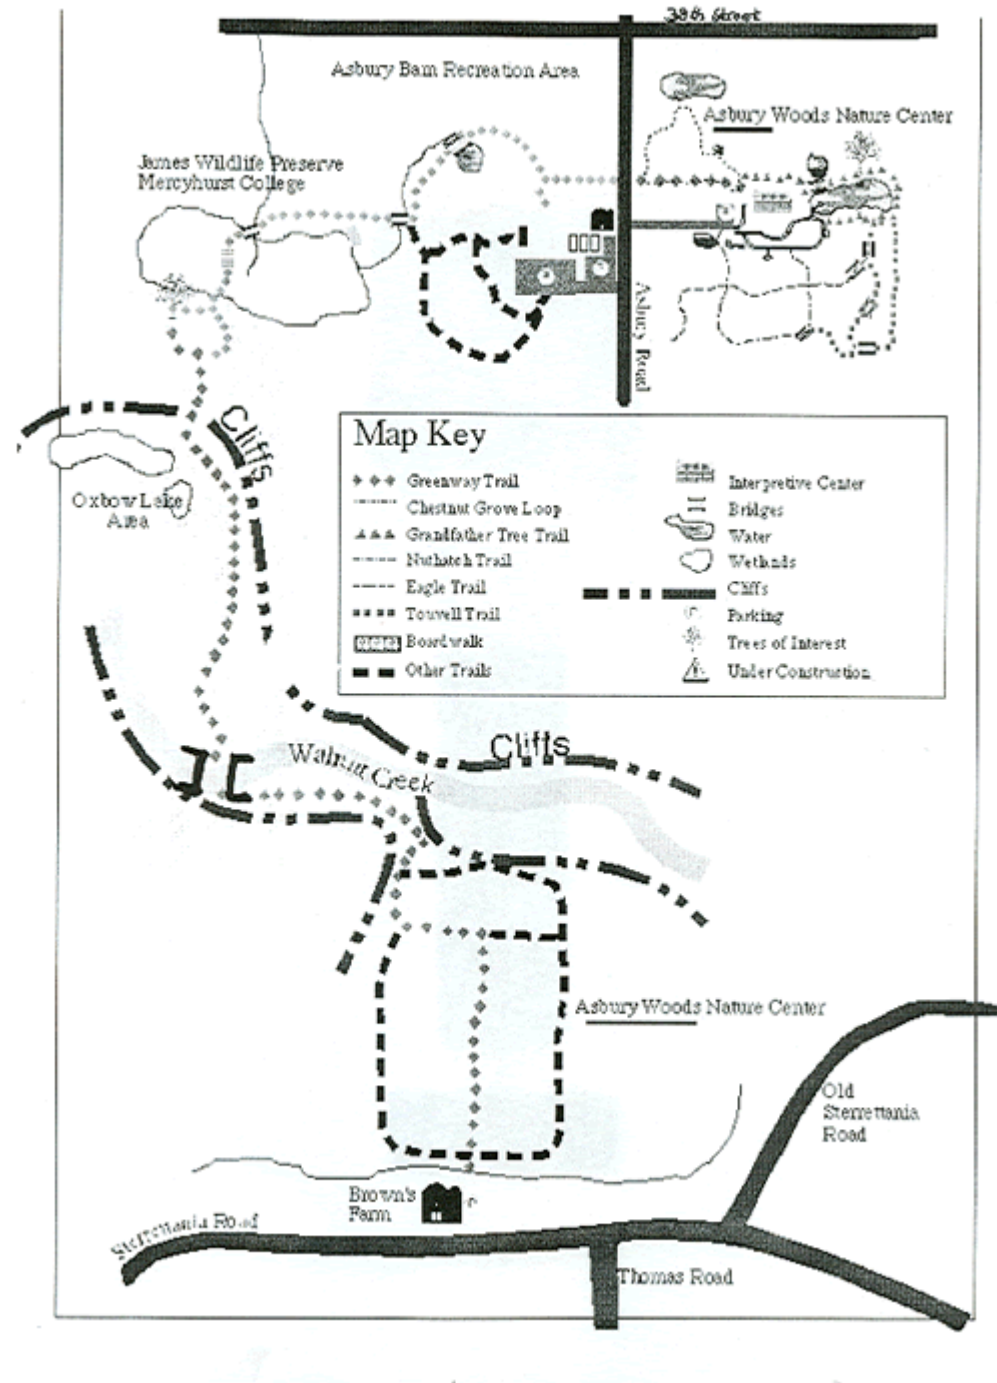 38th Street
Asbury Barn Recreation Area
Asbury Woods Nature Center
James Wildlife Preserve
Mercyhurst College
Asbury Road
Cliffs
Map Key
Greenway Trail
Chestnut Grove Loop
Grandfather Tree Trail
Nuthatch Trail
Eagle Trail
Touvell Trail
Boardwalk
Other Trails
Interpretive Center
Bridges
Water
Wetlands
Cliffs
Parking
Trees of Interest
Under Construction
Oxbow Lake
Area
Cliffs
Walnut Creek
Asbury Woods Nature Center
Old
Sterrettania
Road
Brown's
Farm
Sterrettania Road
Thomas Road